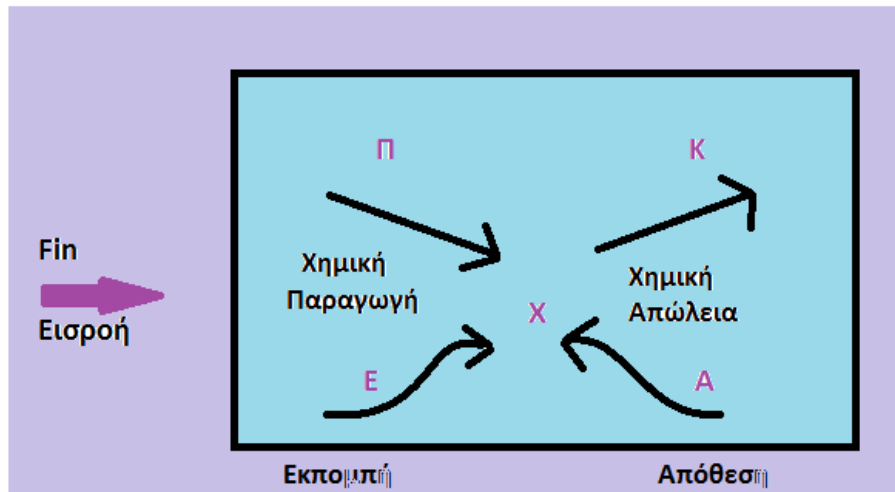 Π
Κ
Fin
Εισροή
Χημική
Παραγωγή
Χημική
Απώλεια
Χ
Ε
Α
Εκπομπή
Απόθεση